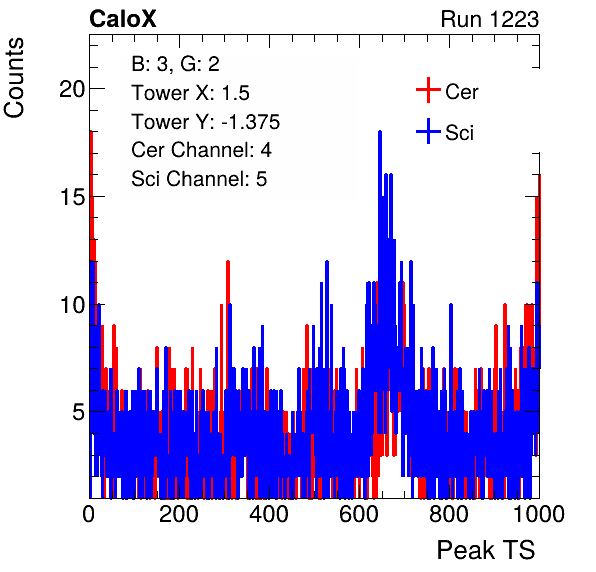 CaloX Run 1223
Counts
B: 3, G: 2
Tower X: 1.5
Tower Y: -1.375
Cer Channel: 4
Sci Channel: 5
Cer
Sci
20
15
10
5
0 200 400 600 800 1000
Peak TS